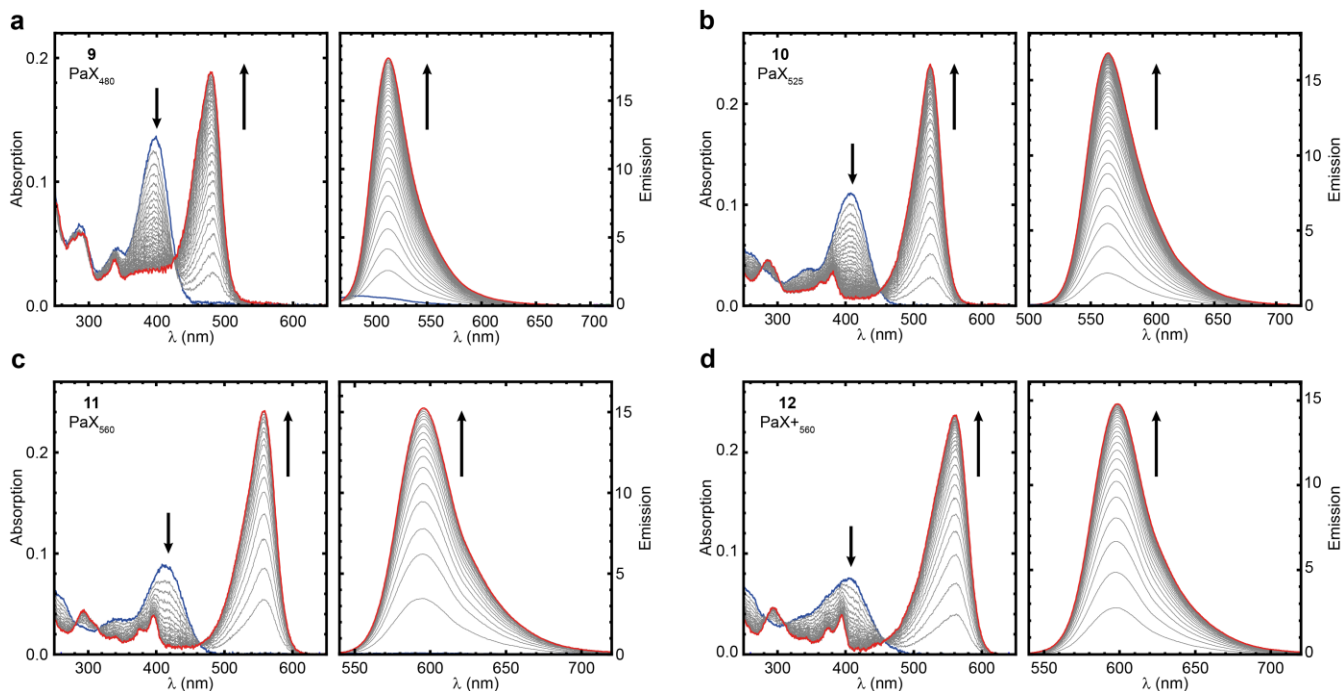 a
9
PaX480
Absorption
0.2
0.1
0.0
300 400 500 600
λ (nm)
15
10
5
0
Emission
500 550 600 650 700
λ (nm)
b
10
PaX525
Absorption
0.2
0.1
0.0
300 400 500 600
λ (nm)
15
10
5
0
Emission
500 550 600 650 700
λ (nm)
c
11
PaX560
Absorption
0.2
0.1
0.0
300 400 500 600
λ (nm)
15
10
5
0
Emission
550 600 650 700
λ (nm)
d
12
PaX+560
Absorption
0.2
0.1
0.0
300 400 500 600
λ (nm)
15
10
5
0
Emission
550 600 650 700
λ (nm)